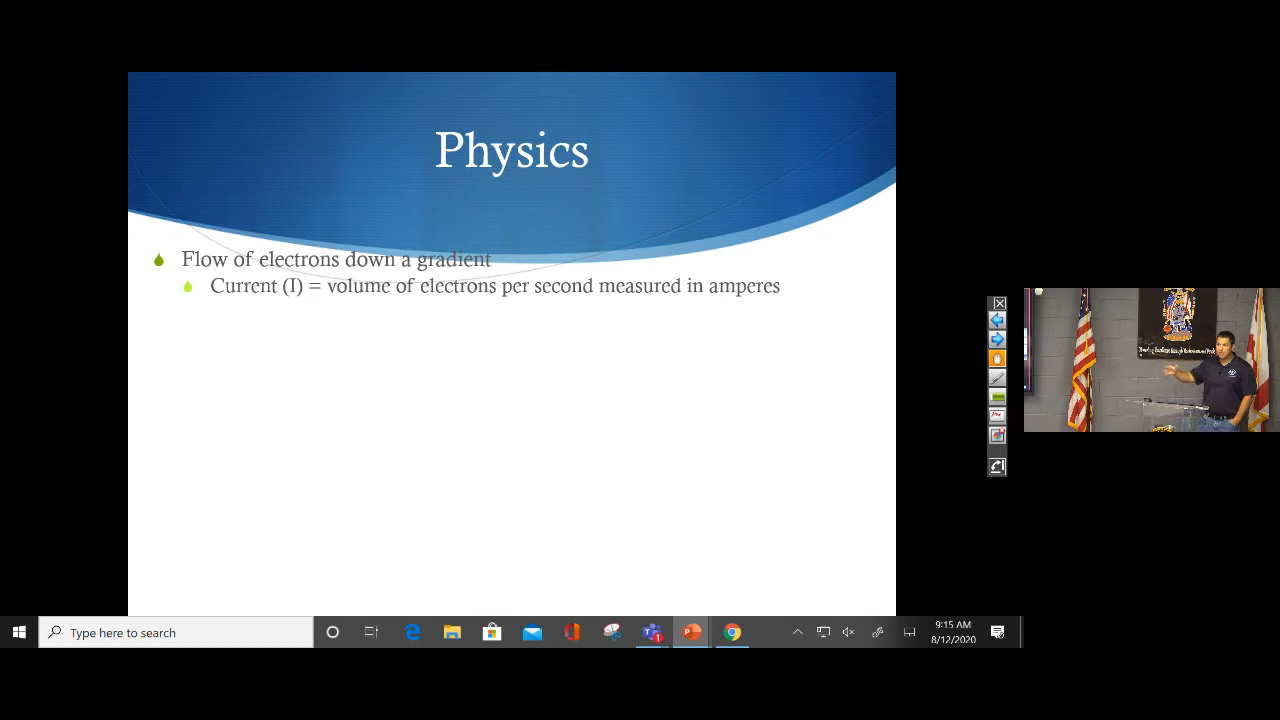 Physics
Flow of electrons down a gradient
Current (I) = volume of electrons per second measured in amperes
Type here to search
9:15 AM
8/12/2020